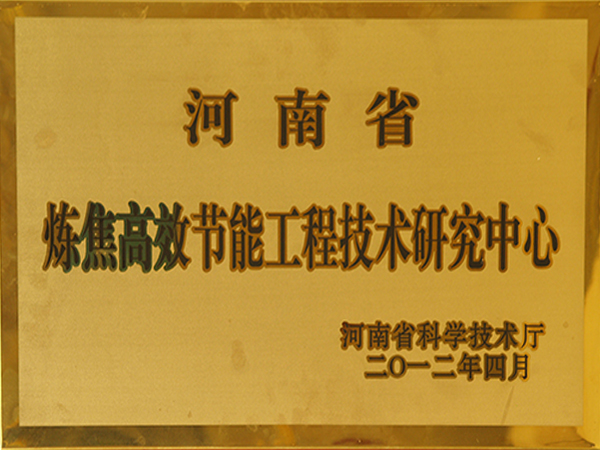 河南省
炼焦高效节能工程技术研究中心
河南省科学技术厅
二〇一二年四月